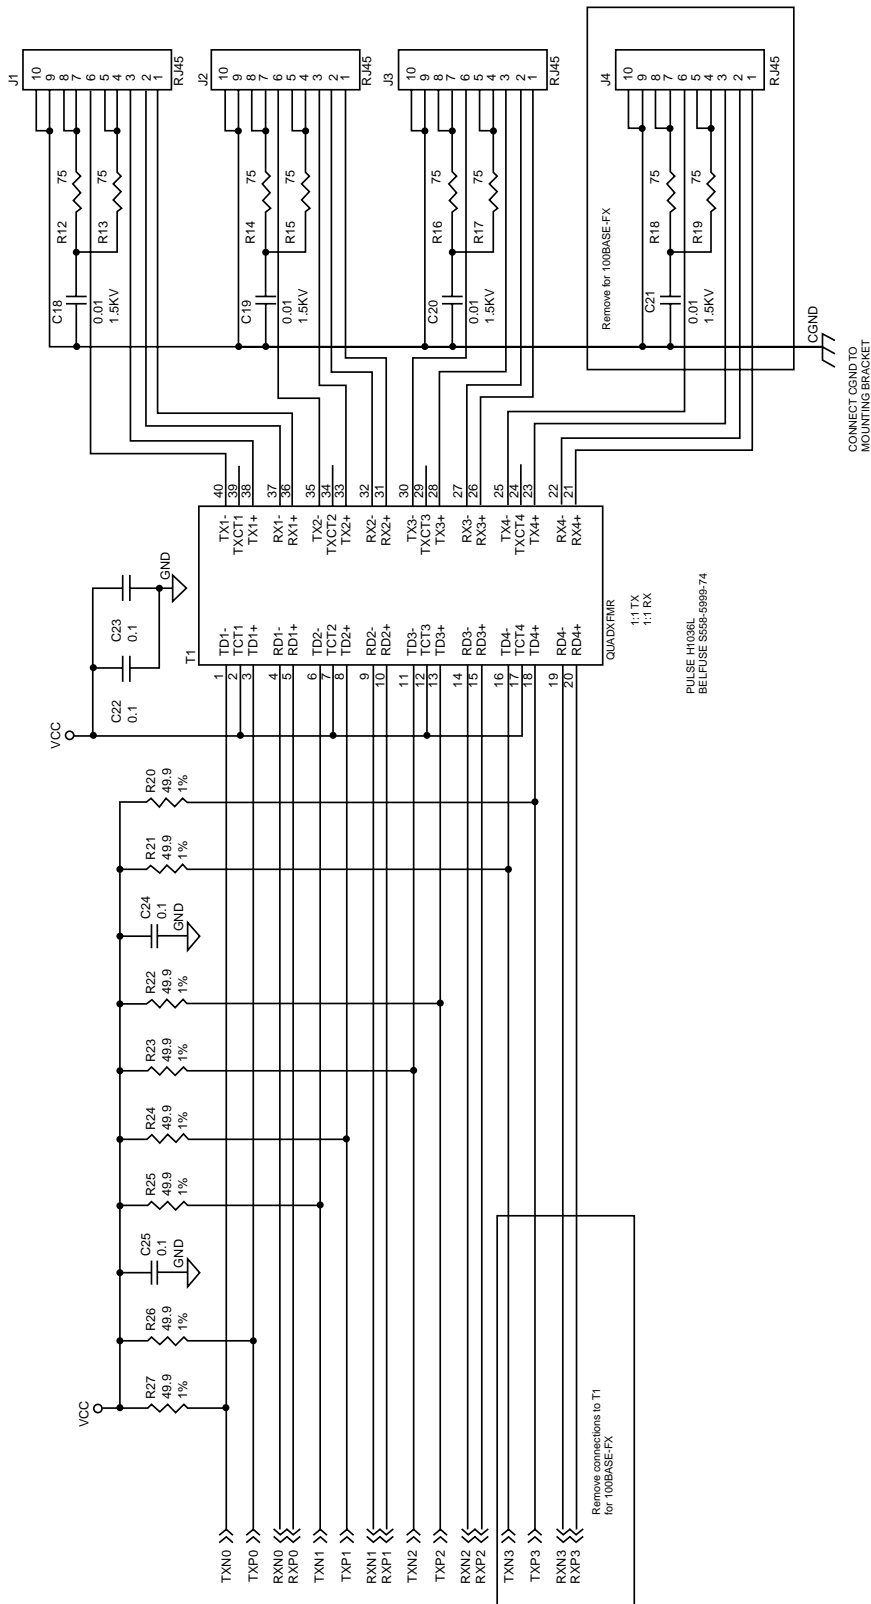 J1
10
9
8
7
6
5
4
3
2
1
RJ45
R12
75
R13
75
C18
0.01
1.5KV
J2
10
9
8
7
6
5
4
3
2
1
RJ45
R14
75
R15
75
C19
0.01
1.5KV
J3
10
9
8
7
6
5
4
3
2
1
RJ45
R16
75
R17
75
C20
0.01
1.5KV
J4
10
9
8
7
6
5
4
3
2
1
RJ45
R18
75
R19
75
C21
0.01
1.5KV
Remove for 100BASE-FX
CGND
CONNECT CGND TO
MOUNTING BRACKET
40
39
38
37
36
35
34
33
32
31
30
29
28
27
26
25
24
23
22
21
TX1-
TXCT1
TX1+
RX1-
RX1+
TX2-
TXCT2
TX2+
RX2-
RX2+
TX3-
TXCT3
TX3+
RX3-
RX3+
TX4-
TXCT4
TX4+
RX4-
RX4+
T1
TD1-
TCT1
TD1+
RD1-
RD1+
TD2-
TCT2
TD2+
RD2-
RD2+
TD3-
TCT3
TD3+
RD3-
RD3+
TD4-
TCT4
TD4+
RD4-
RD4+
1
2
3
4
5
6
7
8
9
10
11
12
13
14
15
16
17
18
19
20
QUADXFMR
1:1 TX
1:1 RX
PULSE H1036L
BELFUSE S558-5999-74
VCC
C22
0.1
C23
0.1
GND
R20
49.9
1%
R21
49.9
1%
C24
0.1
GND
R22
49.9
1%
R23
49.9
1%
R24
49.9
1%
R25
49.9
1%
C25
0.1
GND
R26
49.9
1%
R27
49.9
1%
VCC
TXN0
TXP0
RXN0
RXP0
TXN1
TXP1
RXN1
RXP1
TXN2
TXP2
RXN2
RXP2
TXN3
TXP3
RXN3
RXP3
Remove connections to T1
for 100BASE-FX